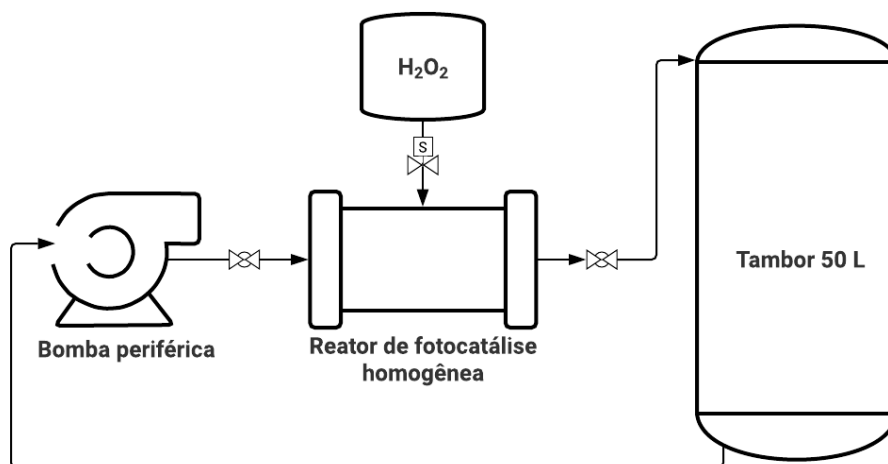 H₂O₂
S
Tambor 50 L
Bomba periférica
Reator de fotocatálise
homogênea